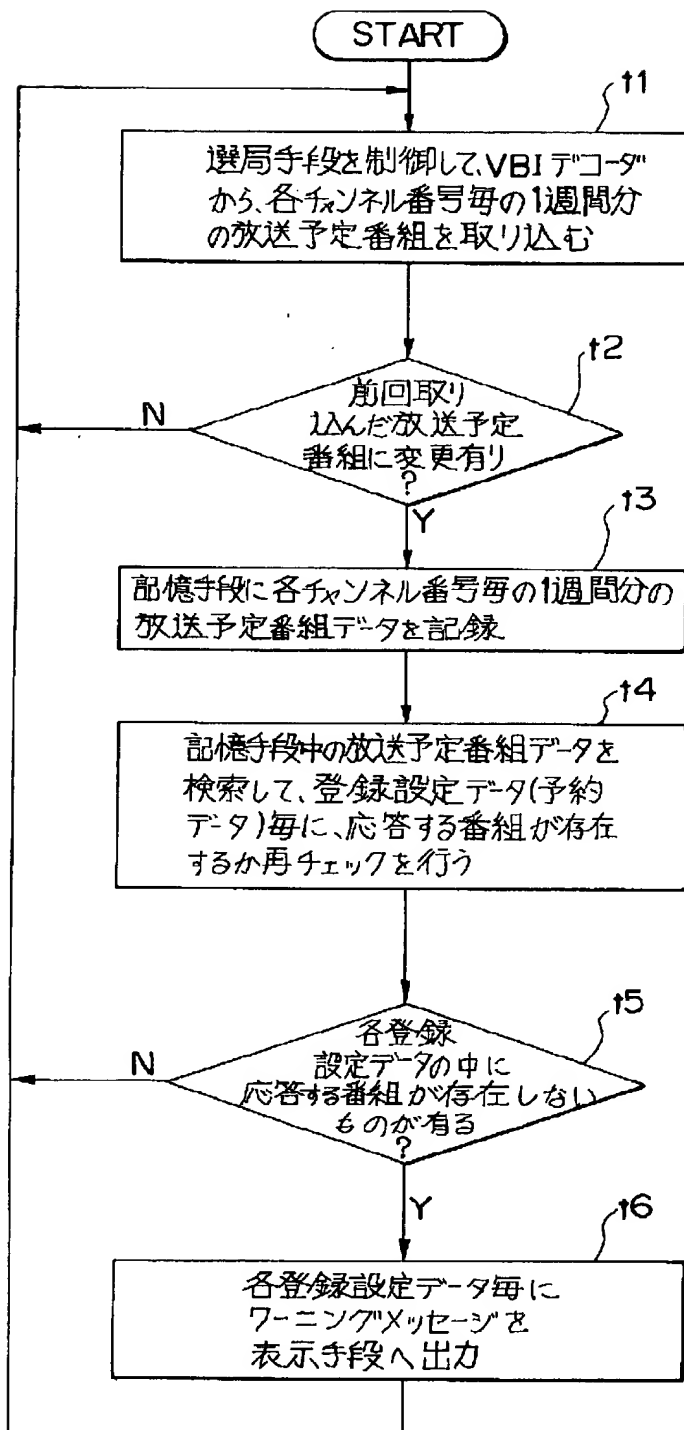 START
t1
選局手段を制御して、VBIデコーダ
から、各チャンネル番号毎の1週間分
の放送予定番組を取り込む
t2
前回取り
込んだ放送予定
番組に変更有り
?
N
Y
t3
記憶手段に各チャンネル番号毎の1週間分の
放送予定番組データを記録
t4
記憶手段中の放送予定番組データを
検索して、登録設定データ(予約
データ)毎に、応答する番組が存在
するか再チェックを行う
t5
各登録
設定データの中に
応答する番組が存在しない
ものが有る
?
N
Y
t6
各登録設定データ毎に
ワーニングメッセージを
表示手段へ出力